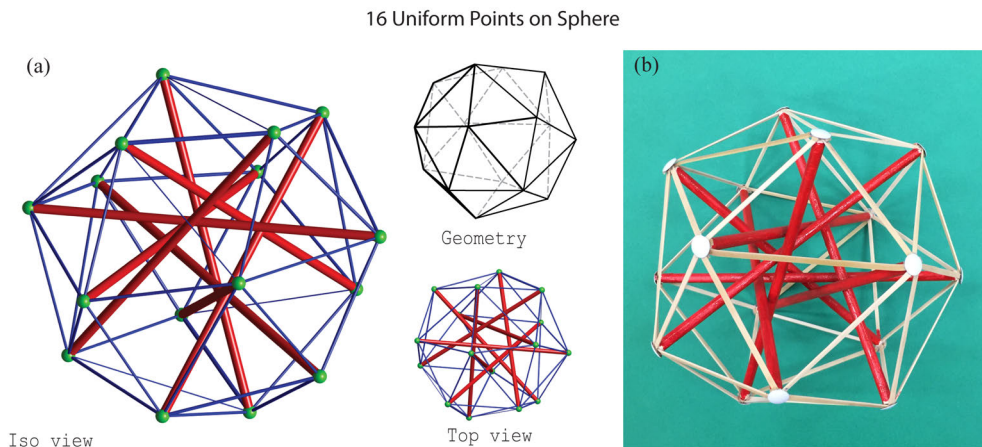 16 Uniform Points on Sphere
(a)
(b)
Geometry
Iso view
Top view